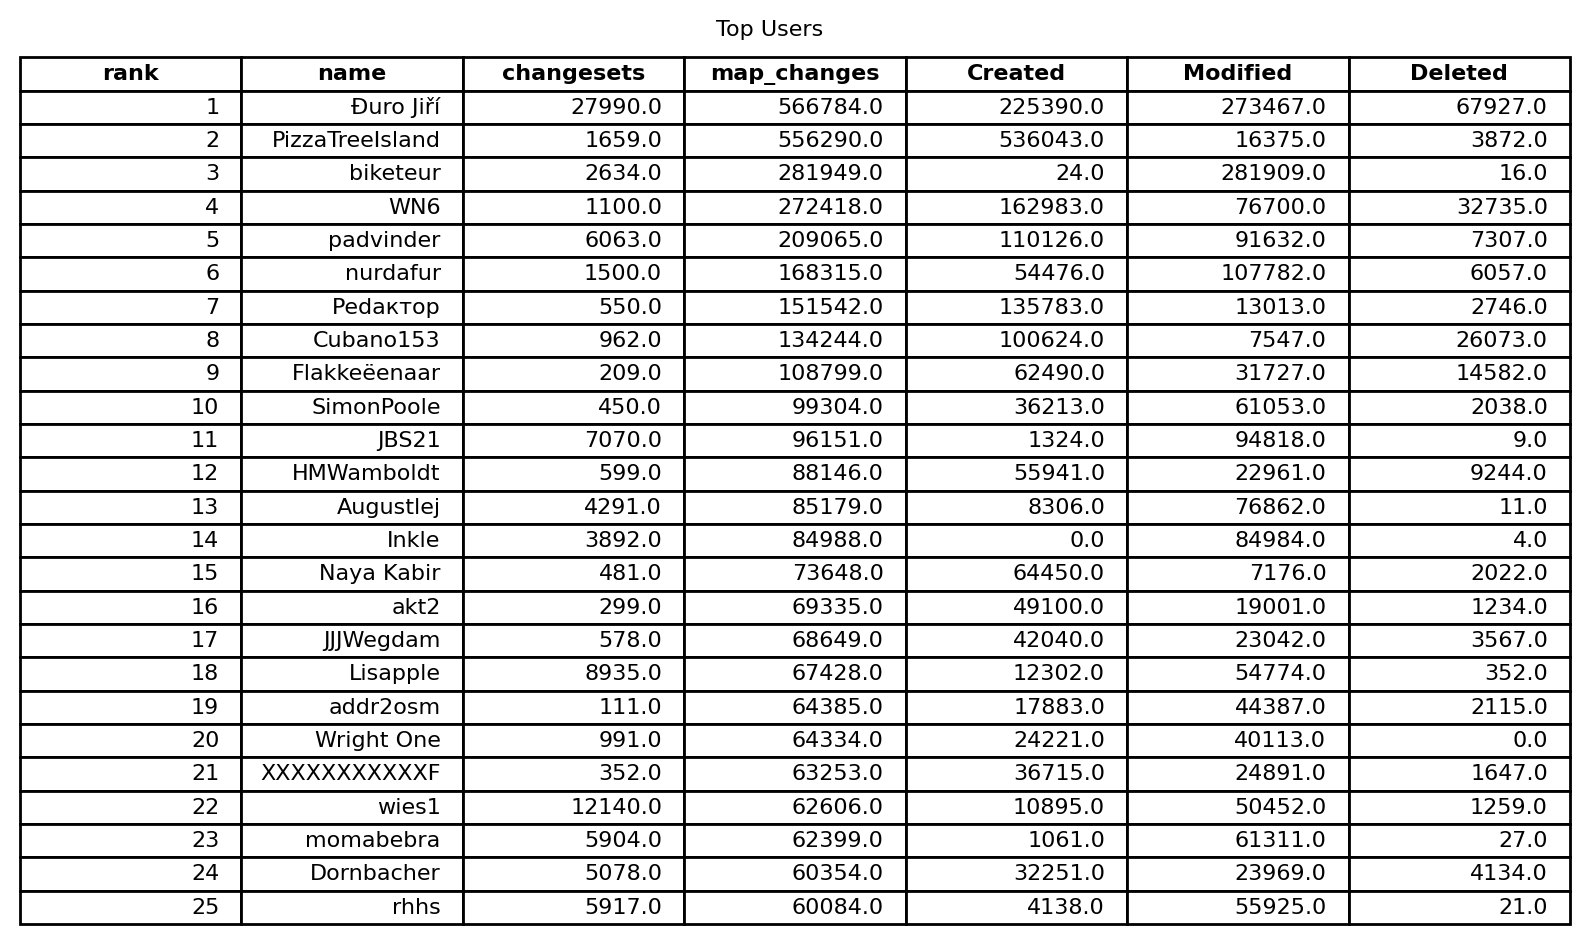 Top Users
rank name changesets map_changes Created Modified Deleted
1 Đuro Jiří 27990.0 566784.0 225390.0 273467.0 67927.0
2 PizzaTreeIsland 1659.0 556290.0 536043.0 16375.0 3872.0
3 biketeur 2634.0 281949.0 24.0 281909.0 16.0
4 WN6 1100.0 272418.0 162983.0 76700.0 32735.0
5 padvinder 6063.0 209065.0 110126.0 91632.0 7307.0
6 nurdafur 1500.0 168315.0 54476.0 107782.0 6057.0
7 Pedaктор 550.0 151542.0 135783.0 13013.0 2746.0
8 Cubano153 962.0 134244.0 100624.0 7547.0 26073.0
9 Flakkeëenaar 209.0 108799.0 62490.0 31727.0 14582.0
10 SimonPoole 450.0 99304.0 36213.0 61053.0 2038.0
11 JBS21 7070.0 96151.0 1324.0 94818.0 9.0
12 HMWamboldt 599.0 88146.0 55941.0 22961.0 9244.0
13 Augustlej 4291.0 85179.0 8306.0 76862.0 11.0
14 Inkle 3892.0 84988.0 0.0 84984.0 4.0
15 Naya Kabir 481.0 73648.0 64450.0 7176.0 2022.0
16 akt2 299.0 69335.0 49100.0 19001.0 1234.0
17 JJJWegdam 578.0 68649.0 42040.0 23042.0 3567.0
18 Lisapple 8935.0 67428.0 12302.0 54774.0 352.0
19 addr2osm 111.0 64385.0 17883.0 44387.0 2115.0
20 Wright One 991.0 64334.0 24221.0 40113.0 0.0
21 XXXXXXXXXXXF 352.0 63253.0 36715.0 24891.0 1647.0
22 wies1 12140.0 62606.0 10895.0 50452.0 1259.0
23 momabebra 5904.0 62399.0 1061.0 61311.0 27.0
24 Dornbacher 5078.0 60354.0 32251.0 23969.0 4134.0
25 rhhs 5917.0 60084.0 4138.0 55925.0 21.0